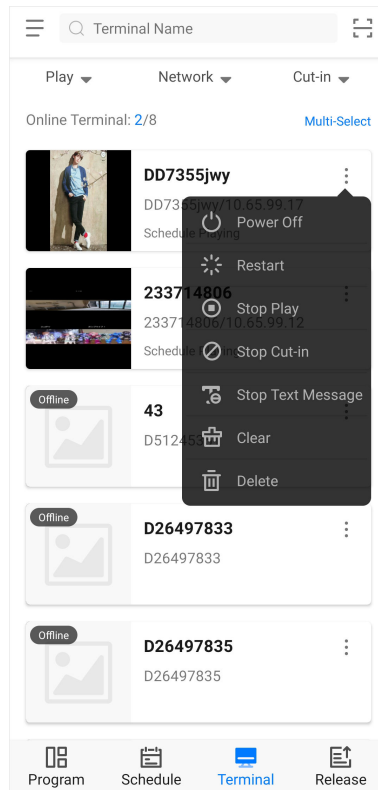 Terminal Name
Play Network Cut-in
Online Terminal: 2/8 Multi-Select
DD7355jwy
DD7355jwy/10.65.99.17
Schedule Playing
Power Off
Restart
233714806
233714806/10.65.99.12
Schedule Playing
Stop Play
Stop Cut-in
Stop Text Message
Clear
Delete
Offline
43
Offline
D26497833
D26497833
Offline
D26497835
D26497835
Program Schedule Terminal Release